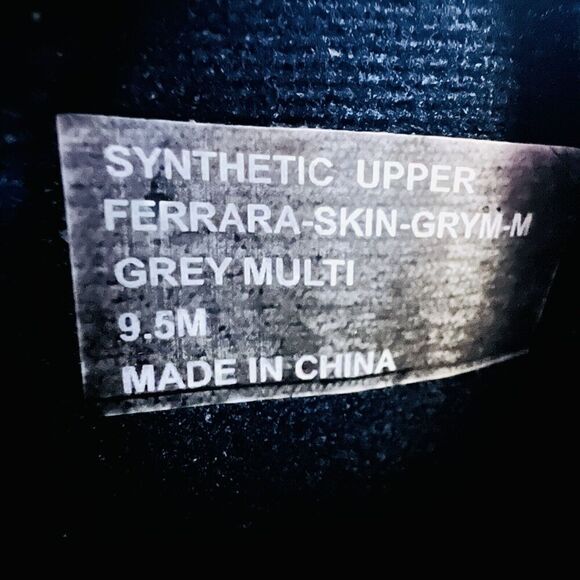 SYNTHETIC UPPER
FERRARA-SKIN-GRYM-M
GREY MULTI
9.5M
MADE IN CHINA